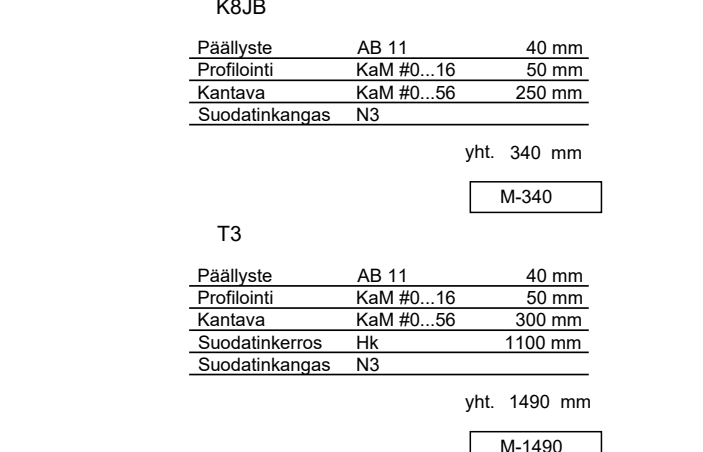 K8JB
Päällyste AB 11 40 mm
Profilointi KaM #0...16 50 mm
Kantava KaM #0...56 250 mm
Suodatinkangas N3
yht. 340 mm
M-340
T3
Päällyste AB 11 40 mm
Profilointi KaM #0...16 50 mm
Kantava KaM #0...56 300 mm
Suodatinkerros Hk 1100 mm
Suodatinkangas N3
yht. 1490 mm
M-1490